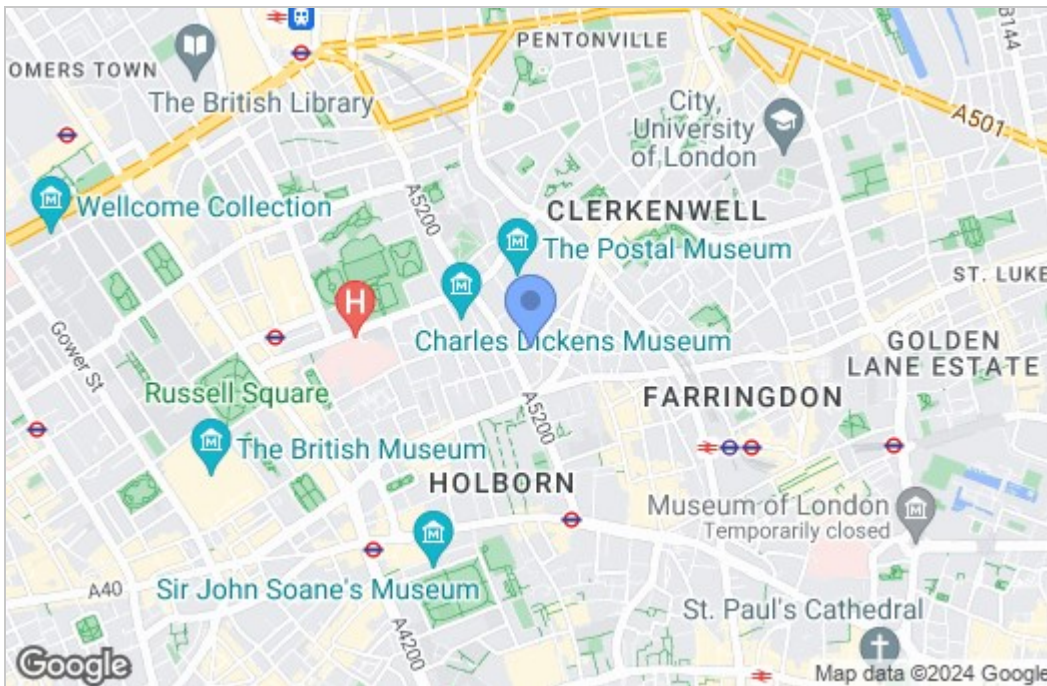 PENTONVILLE
B144
OMERS TOWN
The British Library
City,
University
of London
A501
A5200
Wellcome Collection
CLERKENWELL
The Postal Museum
ST. LUKE
H
Gower St
Charles Dickens Museum
GOLDEN
LANE ESTATE
Russell Square
FARRINGDON
A5200
The British Museum
HOLBORN
Museum of London
Temporarily closed
A40
Sir John Soane's Museum
A4200
St. Paul's Cathedral
Google
Map data ©2024 Google